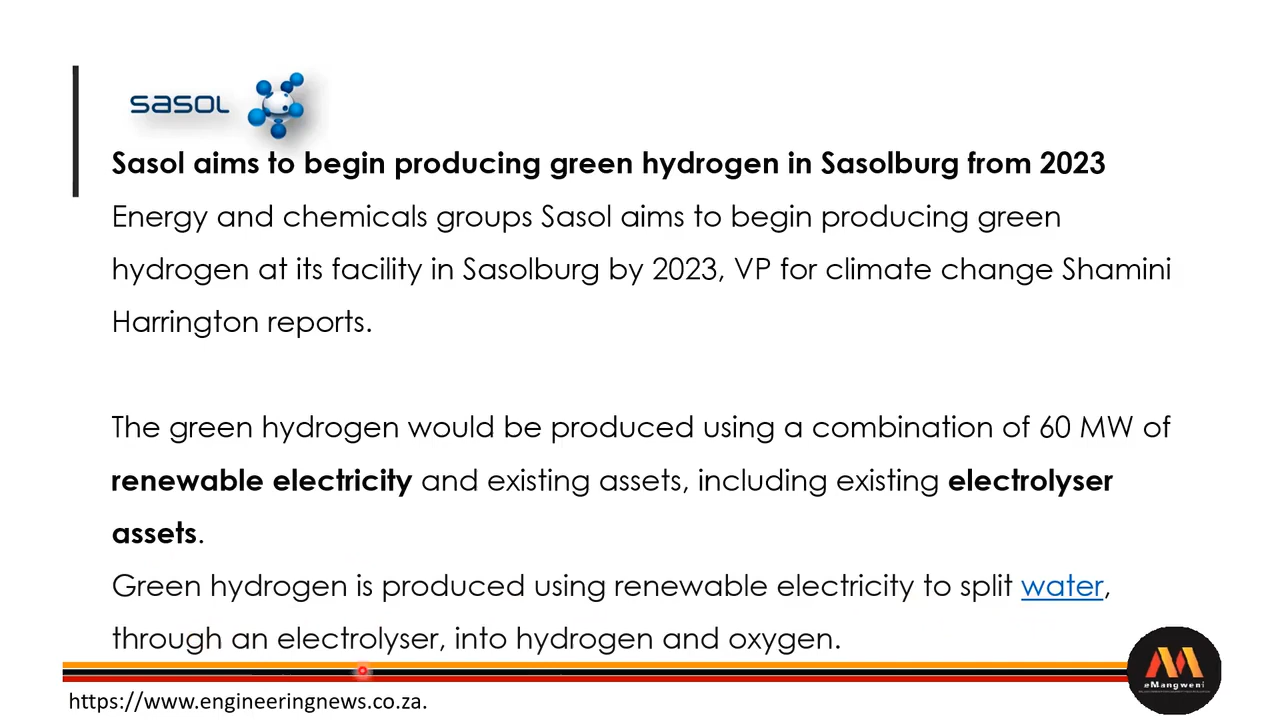 sasol
Sasol aims to begin producing green hydrogen in Sasolburg from 2023
Energy and chemicals groups Sasol aims to begin producing green
hydrogen at its facility in Sasolburg by 2023, VP for climate change Shamini
Harrington reports.
The green hydrogen would be produced using a combination of 60 MW of
renewable electricity and existing assets, including existing electrolyser
assets.
Green hydrogen is produced using renewable electricity to split water,
through an electrolyser, into hydrogen and oxygen.
eMangweni
https://www.engineeringnews.co.za.